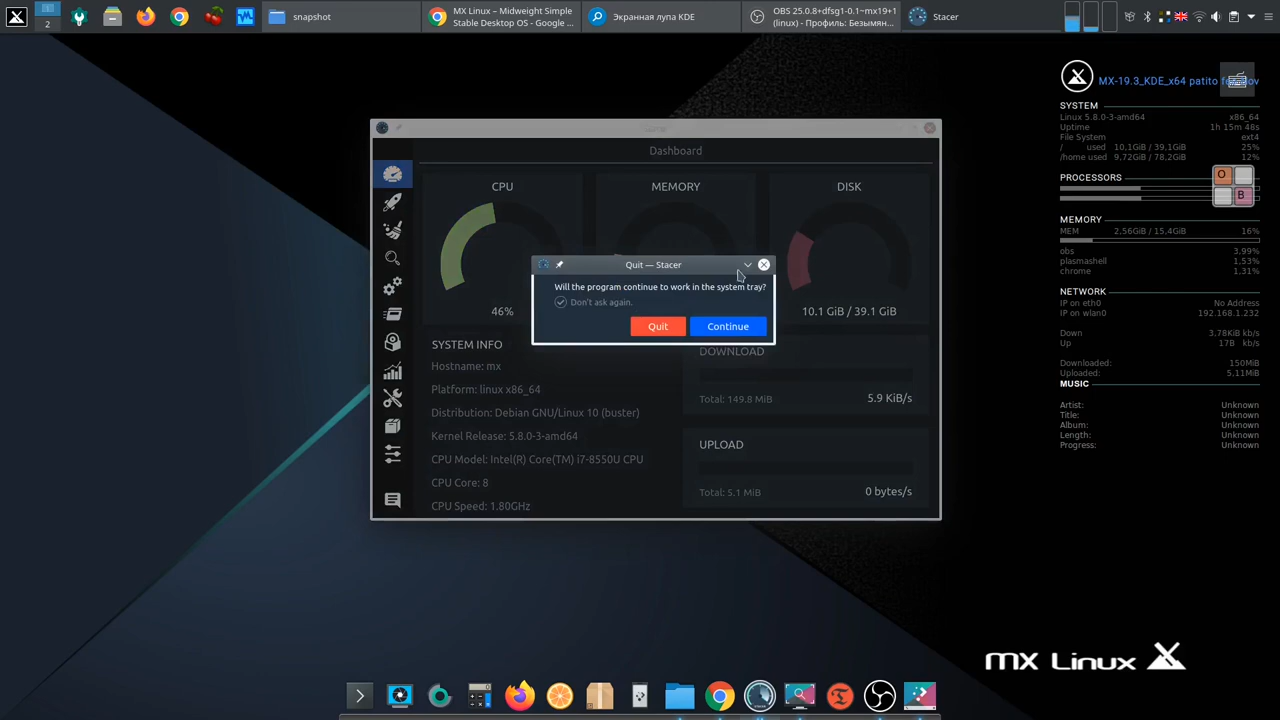 2
snapshot
MX Linux – Midweight Simple
Stable Desktop OS - Google ...
Экранная лупа KDE
OBS 25.0.8+dfsg1-0.1~mx19+1
(linux) - Профиль: Безымян...
Stacer
MX-19.3_KDE_x64 patito
SYSTEM
Linux 5.8.0-3-amd64 x86_64
Uptime 1h 15m 48s
File System ext4
/ used 10,1GiB / 39,1GiB 25%
/home used 9,72GiB / 78,2GiB 12%
PROCESSORS
O
B
MEMORY
MEM 2,56GiB / 15,4GiB 16%
obs 3,99%
plasmashell 1,53%
chrome 1,31%
NETWORK
IP on eth0 No Address
IP on wlan0 192.168.1.232
Down 3,78KiB kb/s
Up 17B kb/s
Downloaded: 150MiB
Uploaded: 5,11MiB
MUSIC
Artist: Unknown
Title: Unknown
Album: Unknown
Length: Unknown
Progress: Unknown
Dashboard
CPU
MEMORY
DISK
46%
10.1 GiB / 39.1 GiB
Quit — Stacer
Will the program continue to work in the system tray?
Don't ask again.
Quit
Continue
SYSTEM INFO
Hostname: mx
Platform: linux x86_64
Distribution: Debian GNU/Linux 10 (buster)
Kernel Release: 5.8.0-3-amd64
CPU Model: Intel(R) Core(TM) i7-8550U CPU
CPU Core: 8
CPU Speed: 1.80GHz
DOWNLOAD
Total: 149.8 MiB
5.9 KiB/s
UPLOAD
Total: 5.1 MiB
0 bytes/s
MX Linux